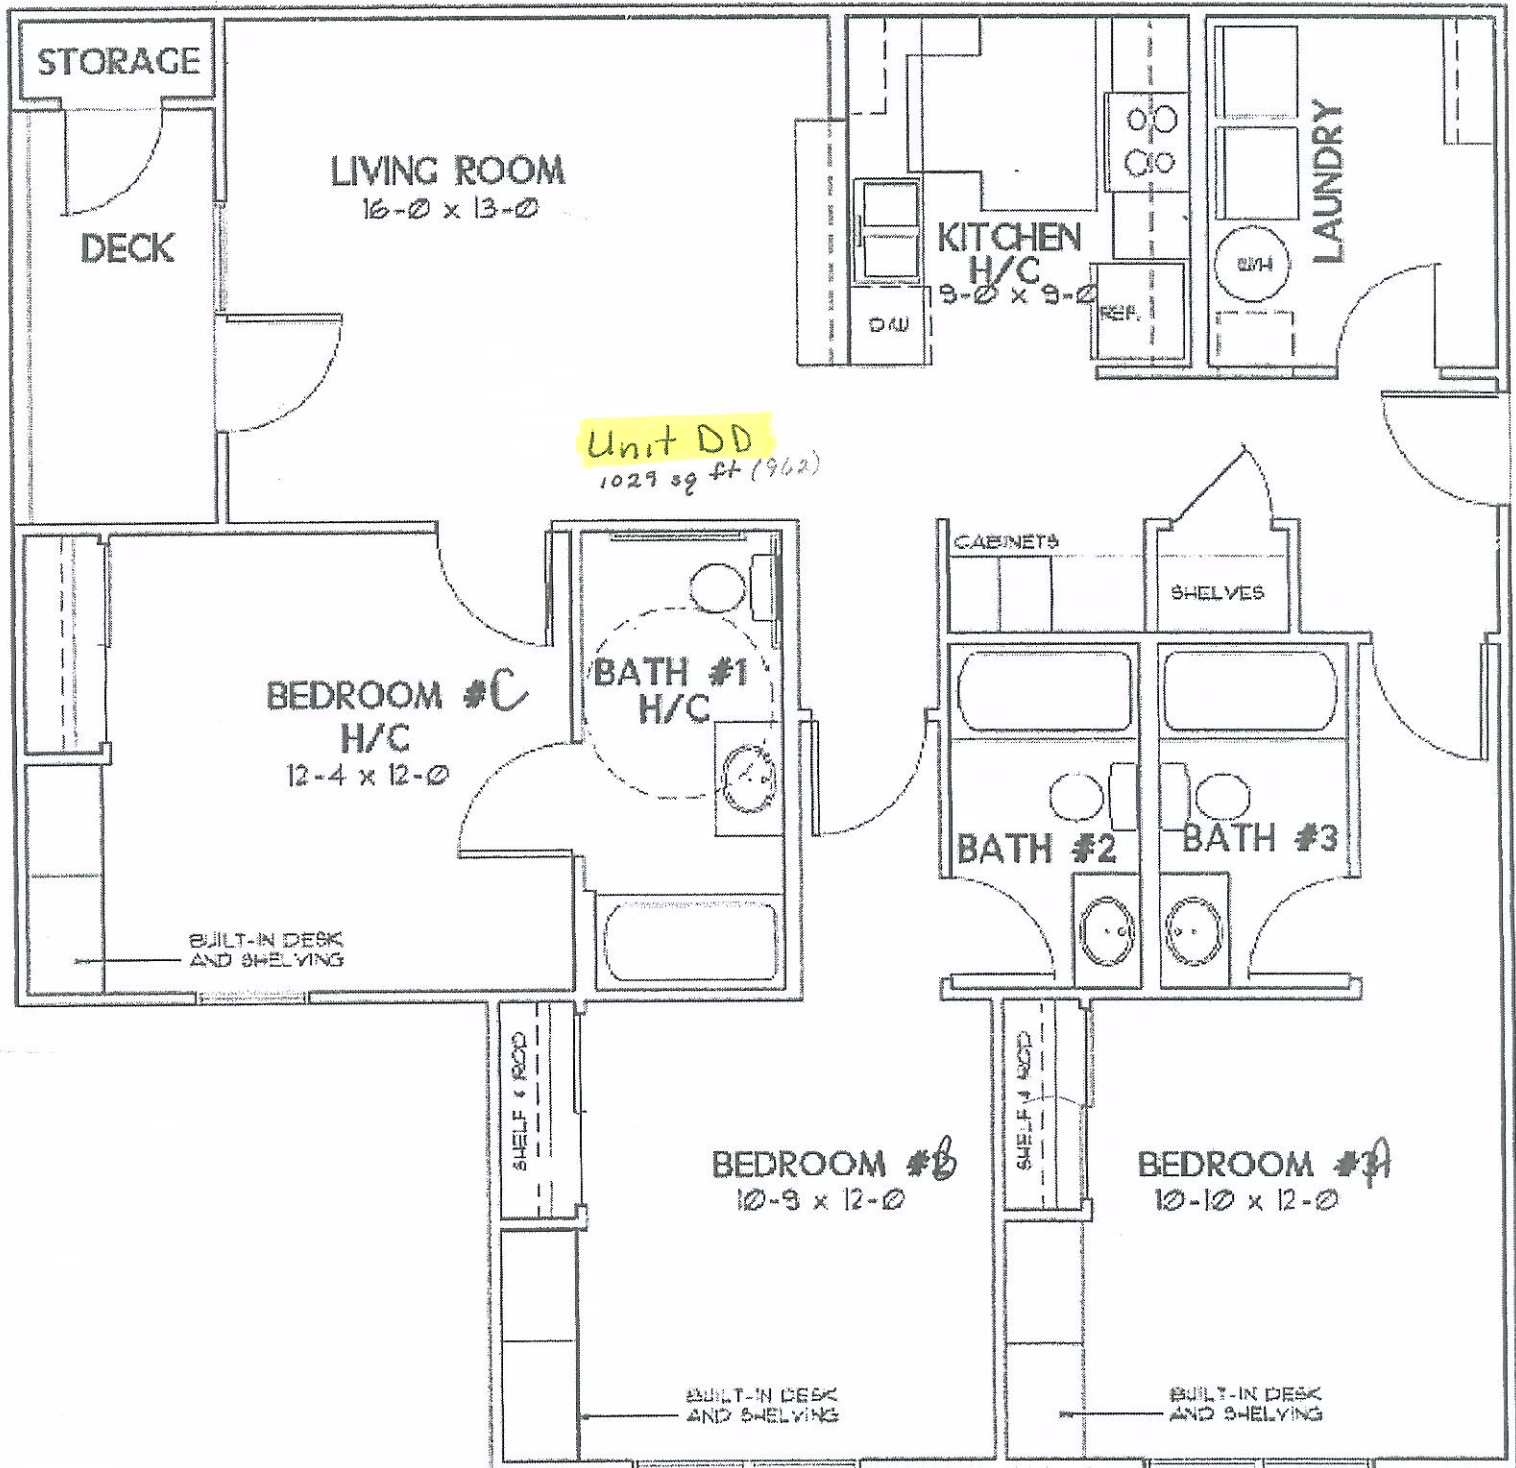 STORAGE
DECK
LIVING ROOM
16-0 x 13-0
KITCHEN
H/C
9-0 x 9-0
D/W
REF.
LAUNDRY
EWH
Unit DD
1029 sq ft (962)
CABINETS
SHELVES
BEDROOM #C
H/C
12-4 x 12-0
BATH #1
H/C
BATH #2
BATH #3
BUILT-IN DESK
AND SHELVING
SHELF & ROD
BEDROOM #B
10-9 x 12-0
SHELF & ROD
BEDROOM #A
10-10 x 12-0
BUILT-IN DESK
AND SHELVING
BUILT-IN DESK
AND SHELVING